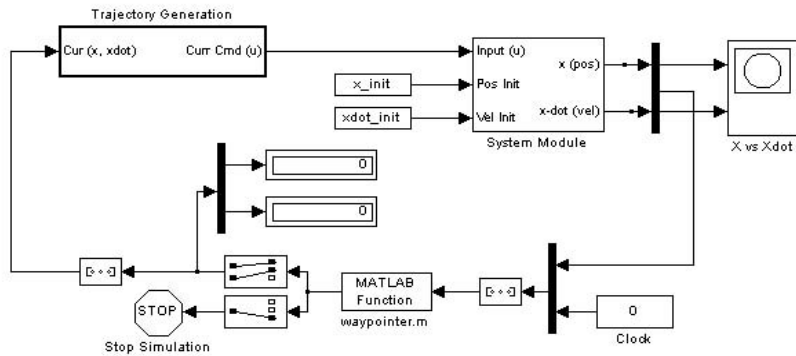 Trajectory Generation
Cur (x, xdot)
Curr Cmd (u)
Input (u)
x (pos)
x_init
Pos Init
xdot_init
Vel Init
x-dot (vel)
System Module
X vs Xdot
0
0
MATLAB
Function
waypointer.m
STOP
Stop Simulation
0
Clock